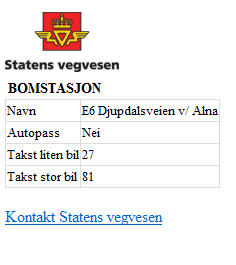 Statens vegvesen
BOMSTASJON
Navn E6 Djupdalsveien v/ Alna
Autopass Nei
Takst liten bil 27
Takst stor bil 81
Kontakt Statens vegvesen